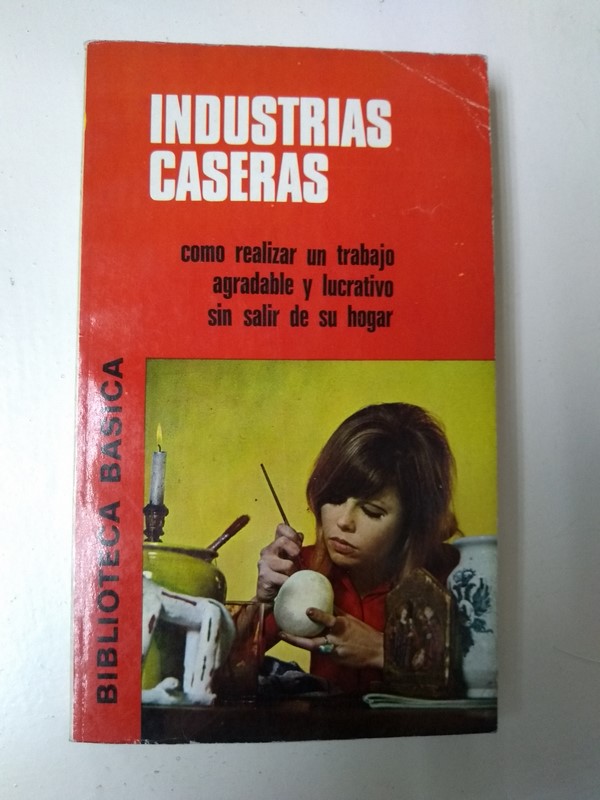 INDUSTRIAS
CASERAS
como realizar un trabajo
agradable y lucrativo
sin salir de su hogar
BIBLIOTECA BASICA